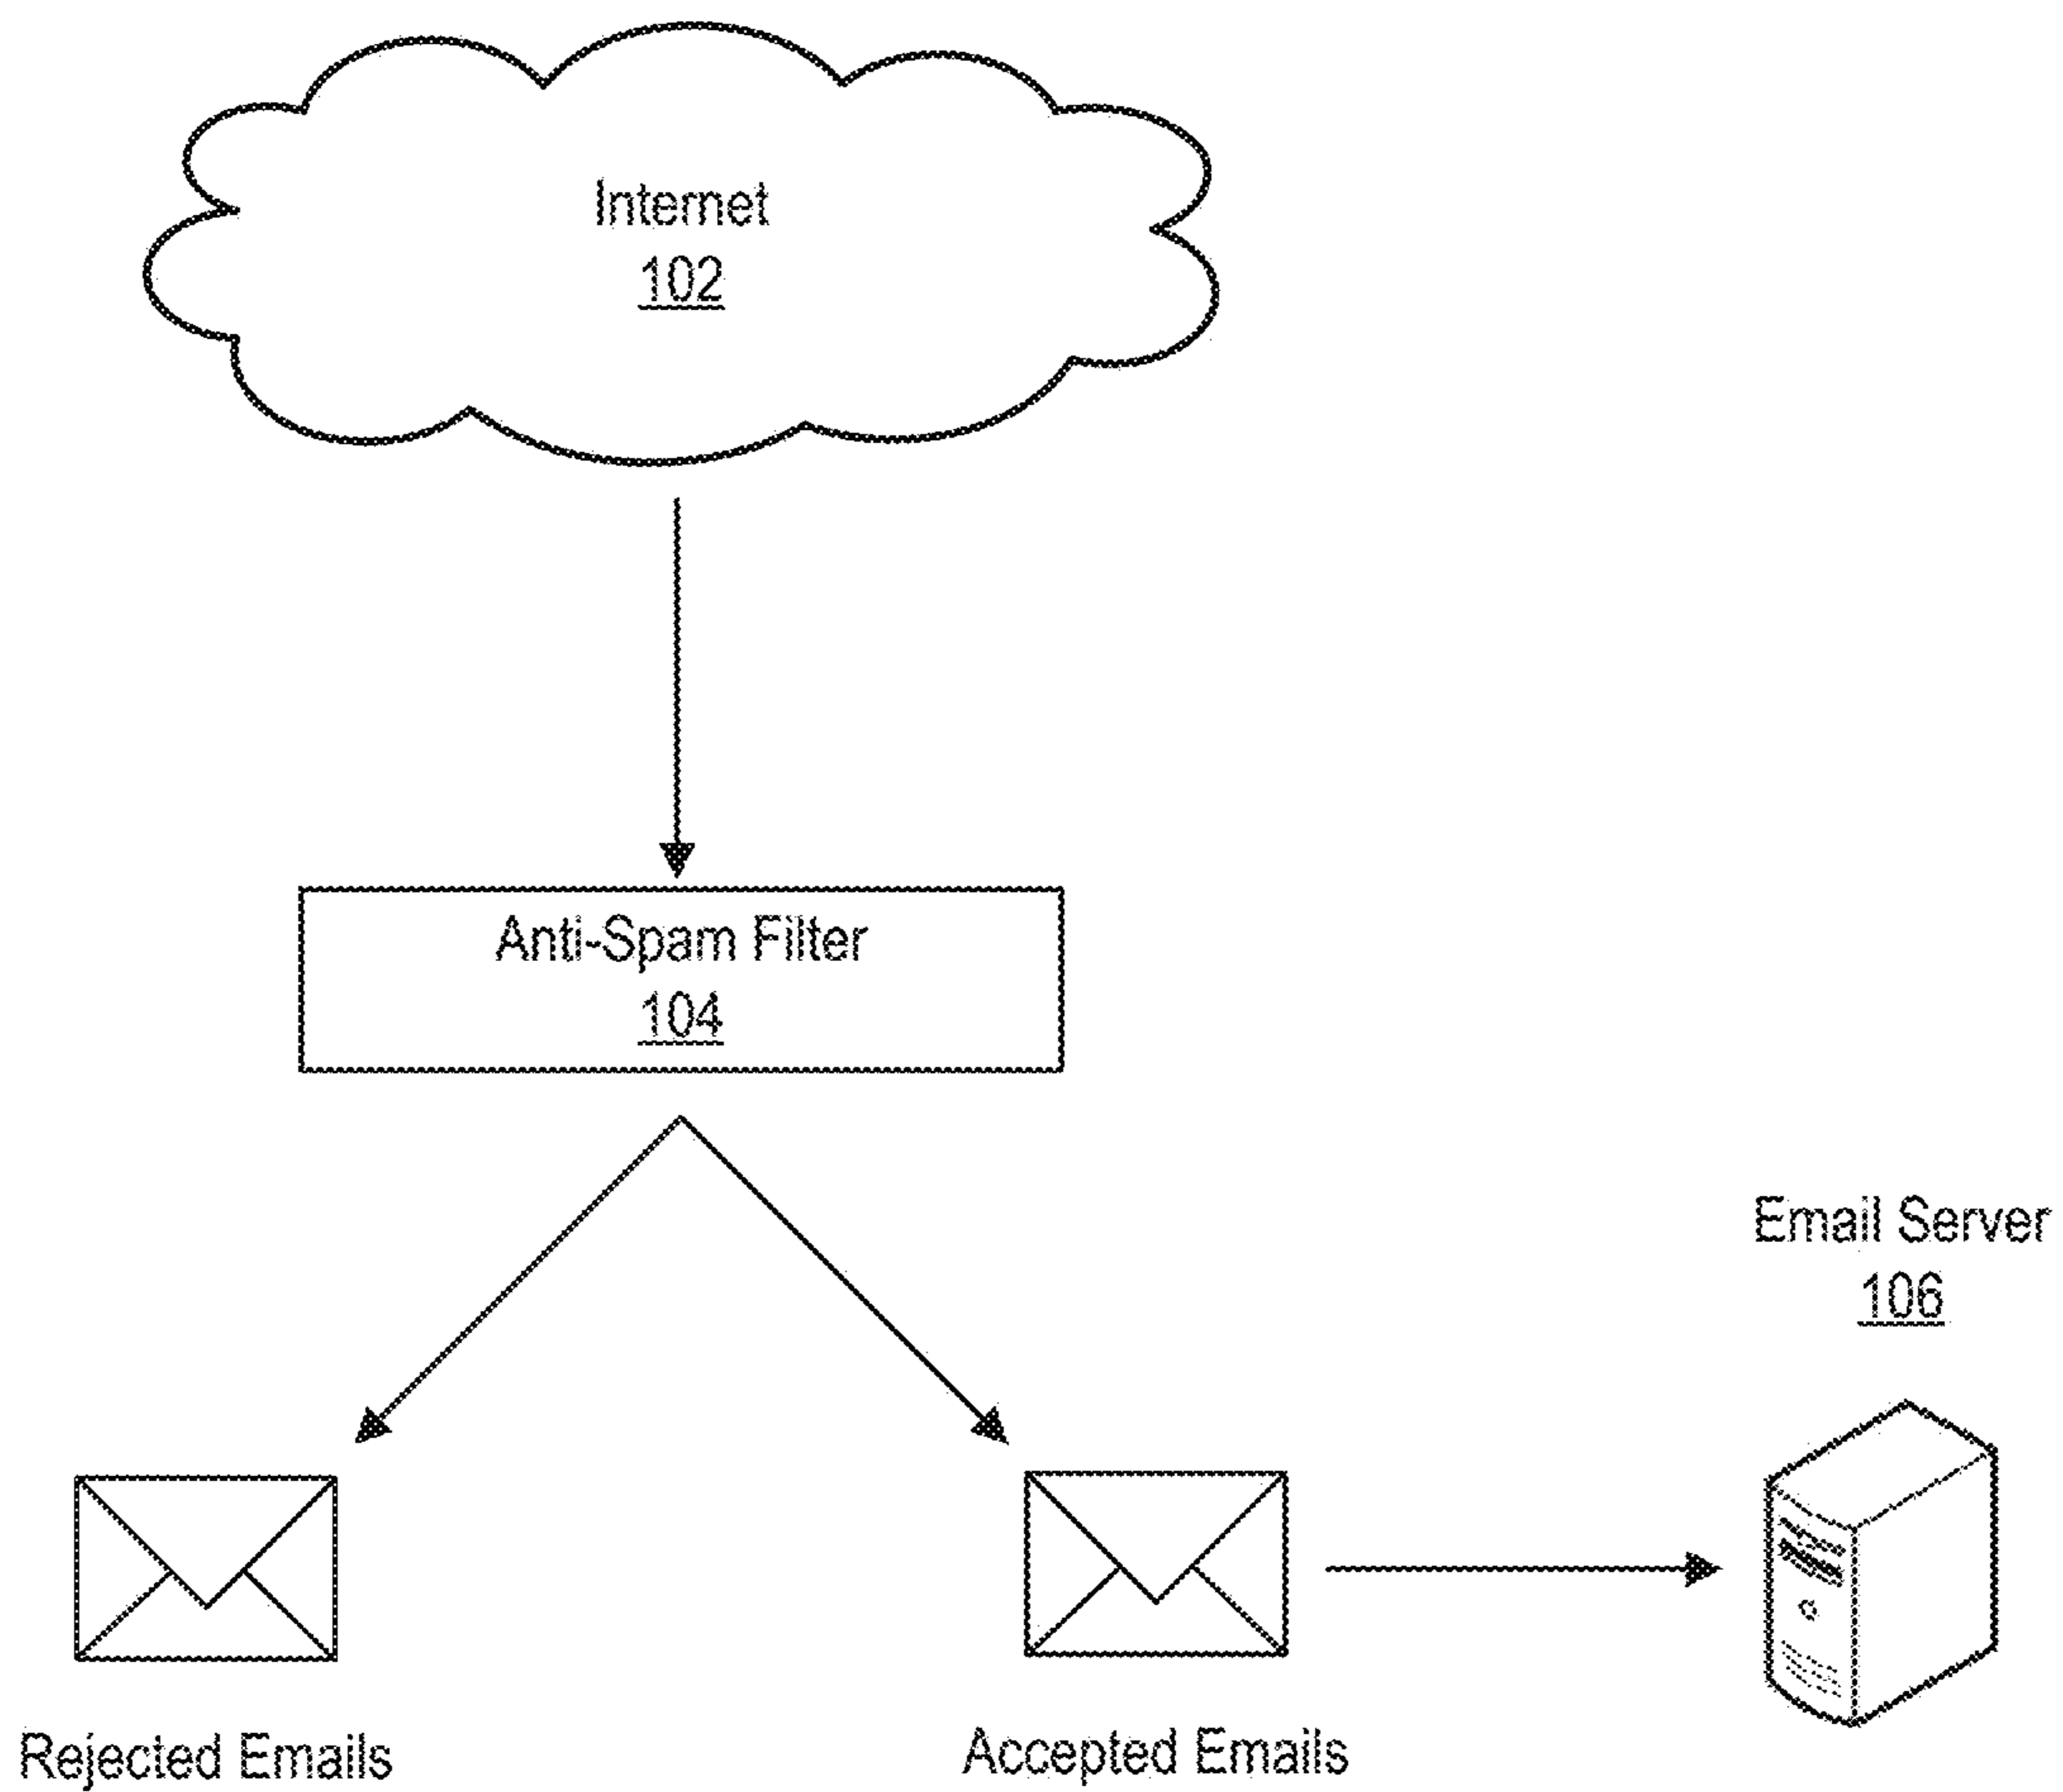 Internet
102
Anti-Spam Filter
104
Email Server
106
Rejected Emails
Accepted Emails